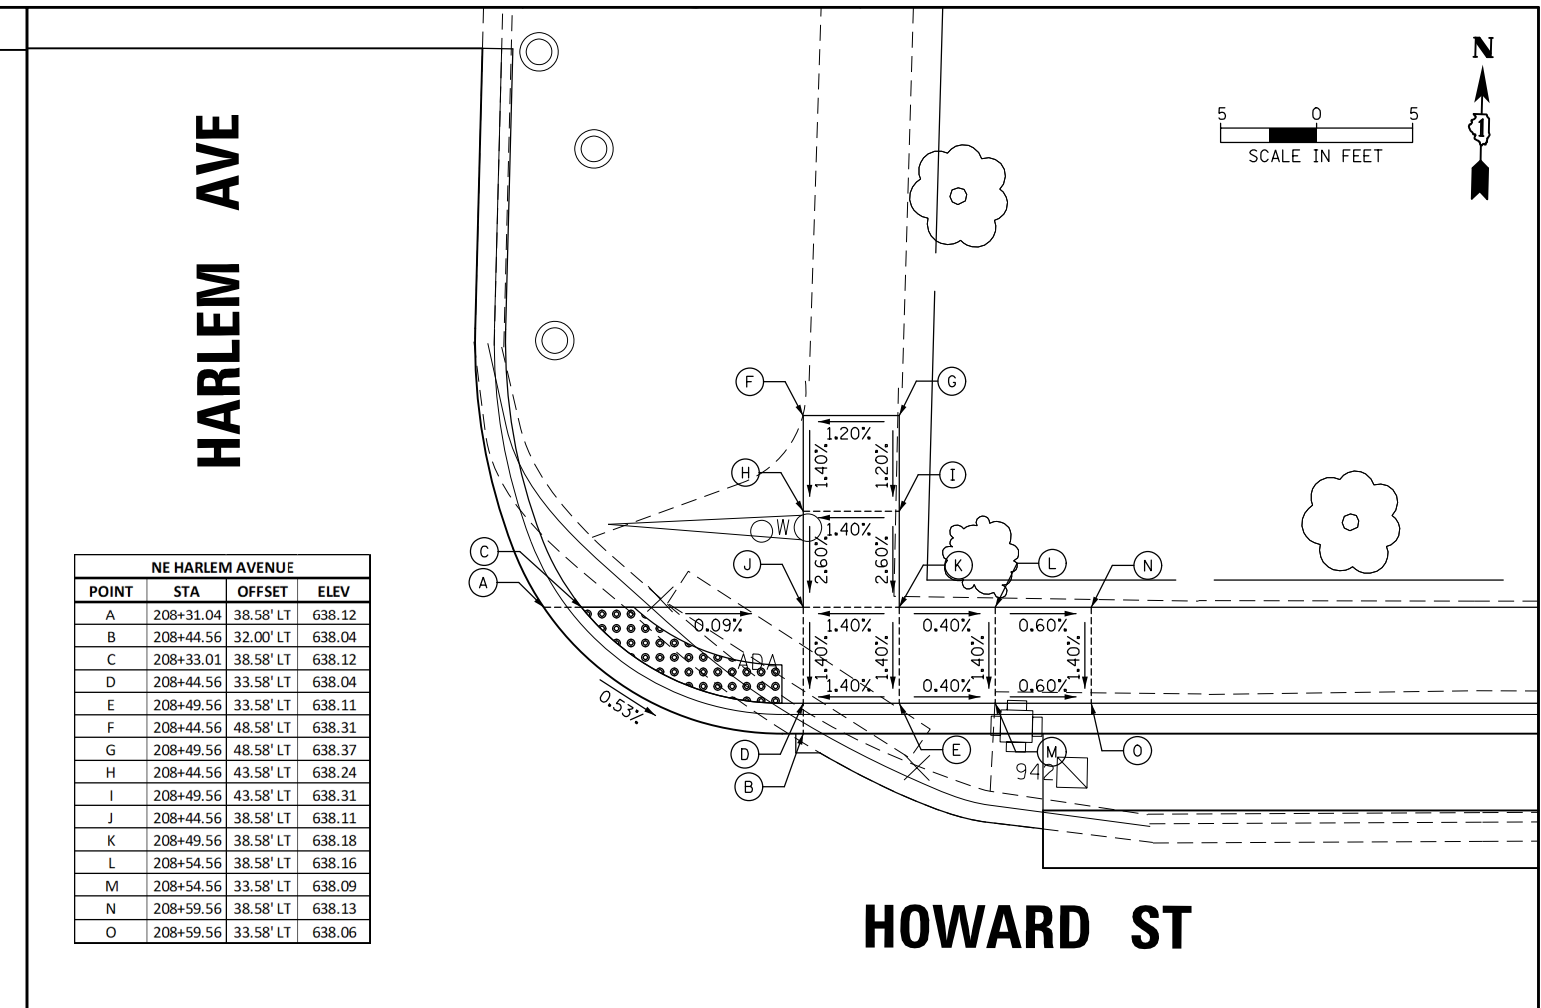 HARLEM AVE
N
1
5 0 5
SCALE IN FEET
F
G
1.20%
1.40%
1.20%
H
I
W
1.40%
2.60%
2.60%
C
A
J
K
L
N
0.09%
1.40%
0.40%
0.60%
ADA
1.40%
1.40%
1.40%
1.40%
1.40%
0.40%
0.60%
0.53%
D
B
E
M
O
942
NE HARLEM AVENUE
POINT STA OFFSET ELEV
A 208+31.04 38.58' LT 638.12
B 208+44.56 32.00' LT 638.04
C 208+33.01 38.58' LT 638.12
D 208+44.56 33.58' LT 638.04
E 208+49.56 33.58' LT 638.11
F 208+44.56 48.58' LT 638.31
G 208+49.56 48.58' LT 638.37
H 208+44.56 43.58' LT 638.24
I 208+49.56 43.58' LT 638.31
J 208+44.56 38.58' LT 638.11
K 208+49.56 38.58' LT 638.18
L 208+54.56 38.58' LT 638.16
M 208+54.56 33.58' LT 638.09
N 208+59.56 38.58' LT 638.13
O 208+59.56 33.58' LT 638.06
HOWARD ST